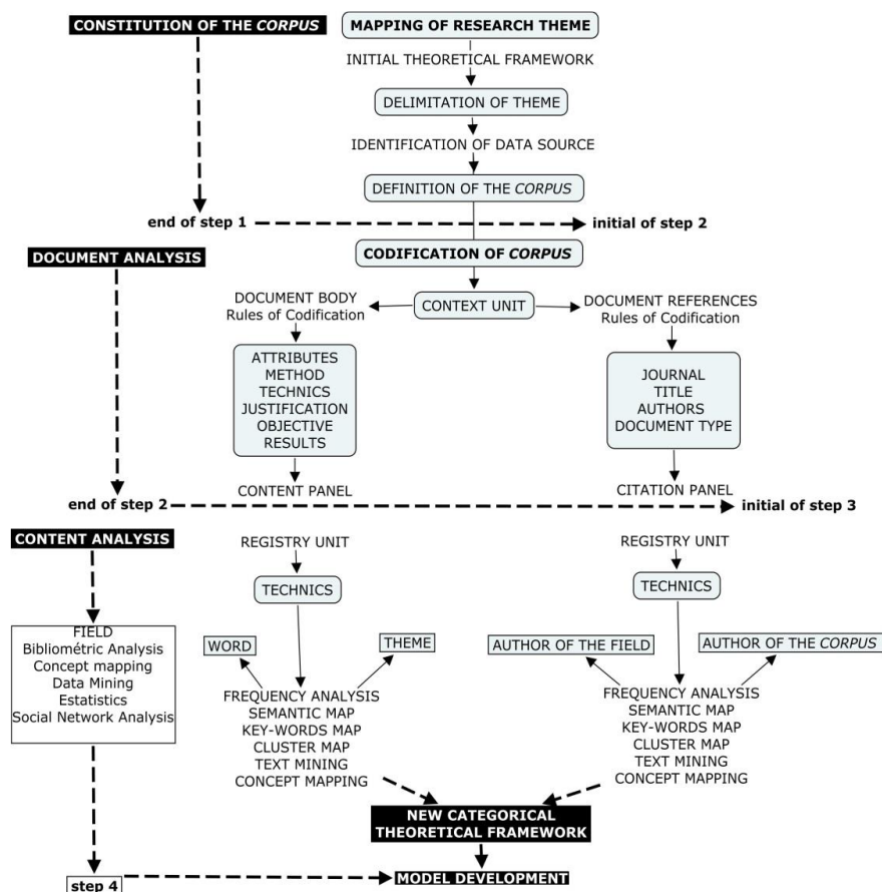 CONSTITUTION OF THE CORPUS
MAPPING OF RESEARCH THEME
INITIAL THEORETICAL FRAMEWORK
DELIMITATION OF THEME
IDENTIFICATION OF DATA SOURCE
DEFINITION OF THE CORPUS
end of step 1
initial of step 2
DOCUMENT ANALYSIS
CODIFICATION OF CORPUS
CONTEXT UNIT
DOCUMENT BODY
Rules of Codification
DOCUMENT REFERENCES
Rules of Codification
ATTRIBUTES
METHOD
TECHNICS
JUSTIFICATION
OBJECTIVE
RESULTS
JOURNAL
TITLE
AUTHORS
DOCUMENT TYPE
CONTENT PANEL
CITATION PANEL
end of step 2
initial of step 3
CONTENT ANALYSIS
REGISTRY UNIT
REGISTRY UNIT
TECHNICS
TECHNICS
FIELD
Bibliométric Analysis
Concept mapping
Data Mining
Estatistics
Social Network Analysis
WORD
THEME
AUTHOR OF THE FIELD
AUTHOR OF THE CORPUS
FREQUENCY ANALYSIS
SEMANTIC MAP
KEY-WORDS MAP
CLUSTER MAP
TEXT MINING
CONCEPT MAPPING
FREQUENCY ANALYSIS
SEMANTIC MAP
KEY-WORDS MAP
CLUSTER MAP
TEXT MINING
CONCEPT MAPPING
NEW CATEGORICAL
THEORETICAL FRAMEWORK
step 4
MODEL DEVELOPMENT